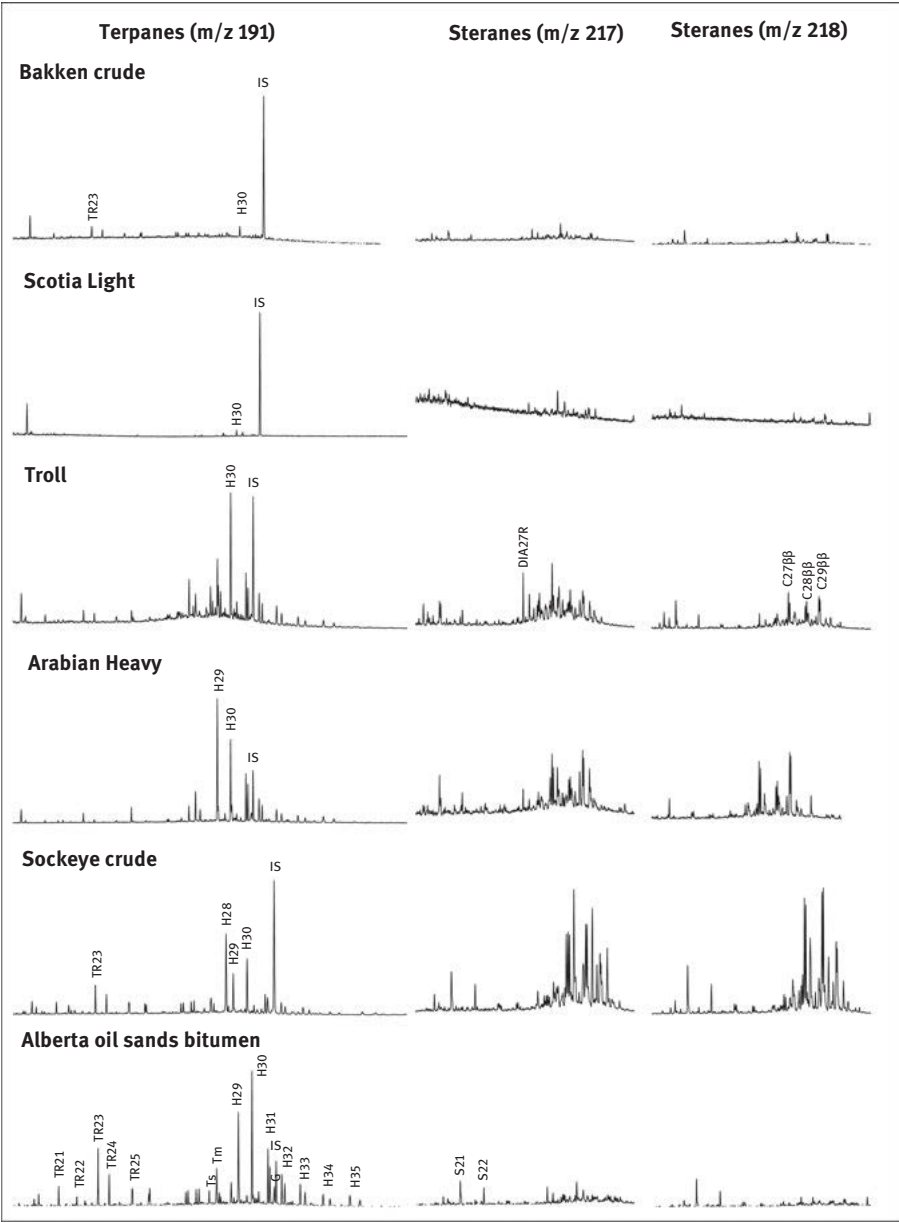 Terpanes (m/z 191) Steranes (m/z 217) Steranes (m/z 218)
Bakken crude
IS
TR23
H30
Scotia Light
IS
H30
Troll
H30
IS
DIA27R
C27ββ
C28ββ
C29ββ
Arabian Heavy
H29
H30
IS
Sockeye crude
IS
TR23
H28
H29
H30
Alberta oil sands bitumen
TR21
TR22
TR23
TR24
TR25
Ts
Tm
H29
H30
H31
IS
G
H32
H33
H34
H35
S21
S22